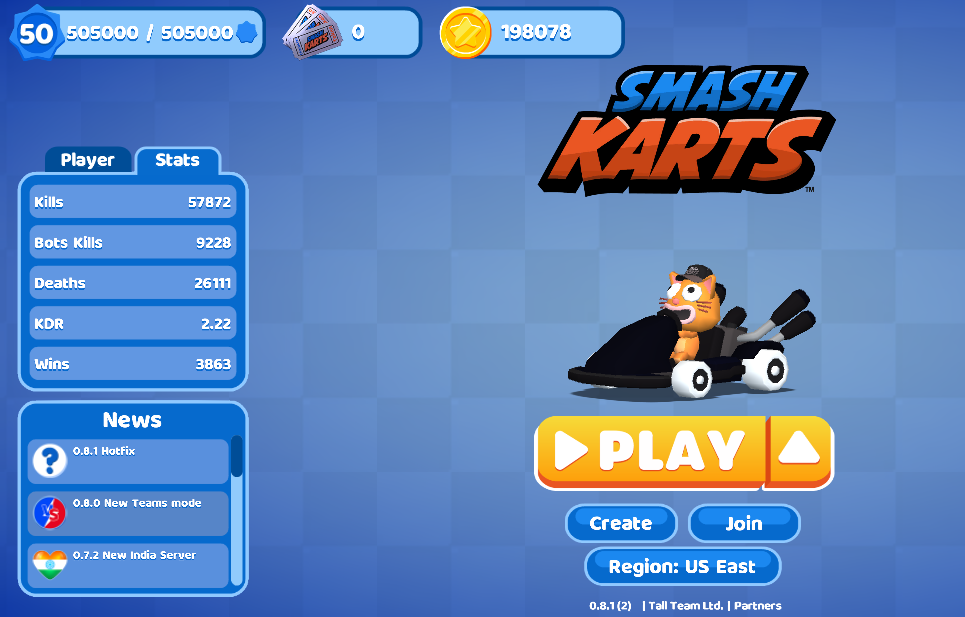 50 505000 / 505000 0 198078
SMASH
KARTS
TM
Player Stats
Kills 57872
Bots Kills 9228
Deaths 26111
KDR 2.22
Wins 3863
News
0.8.1 Hotfix
VS 0.8.0 New Teams mode
0.7.2 New India Server
PLAY
Create Join
Region: US East
0.8.1 (2) | Tall Team Ltd. | Partners